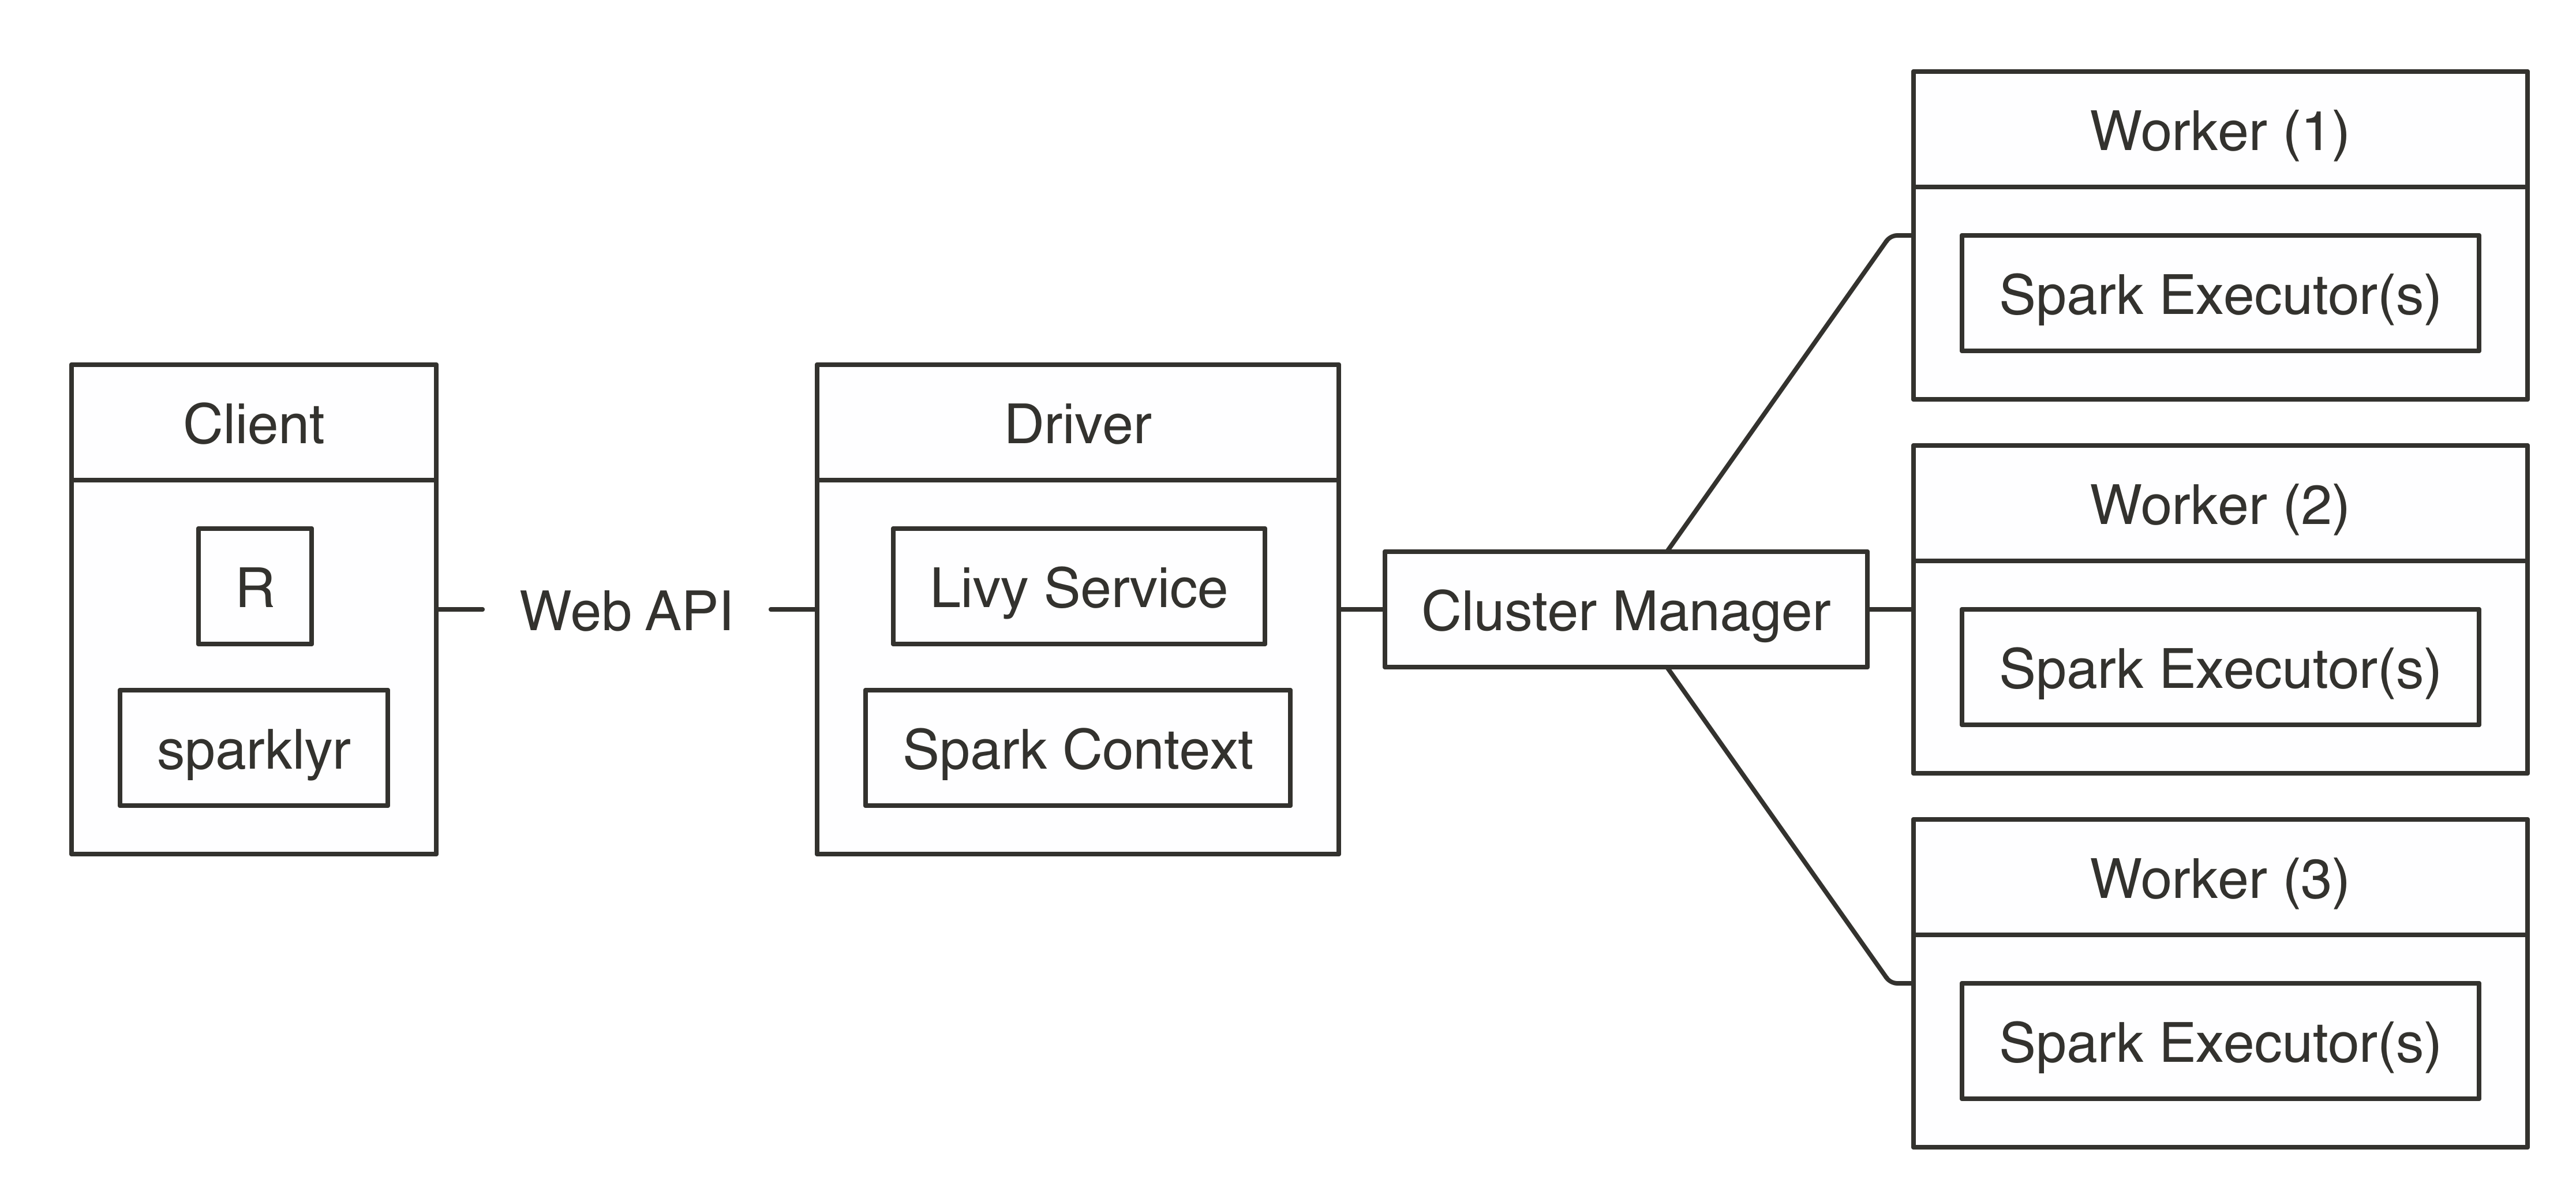 Client
R
sparklyr
Web API
Driver
Livy Service
Spark Context
Cluster Manager
Worker (1)
Spark Executor(s)
Worker (2)
Spark Executor(s)
Worker (3)
Spark Executor(s)